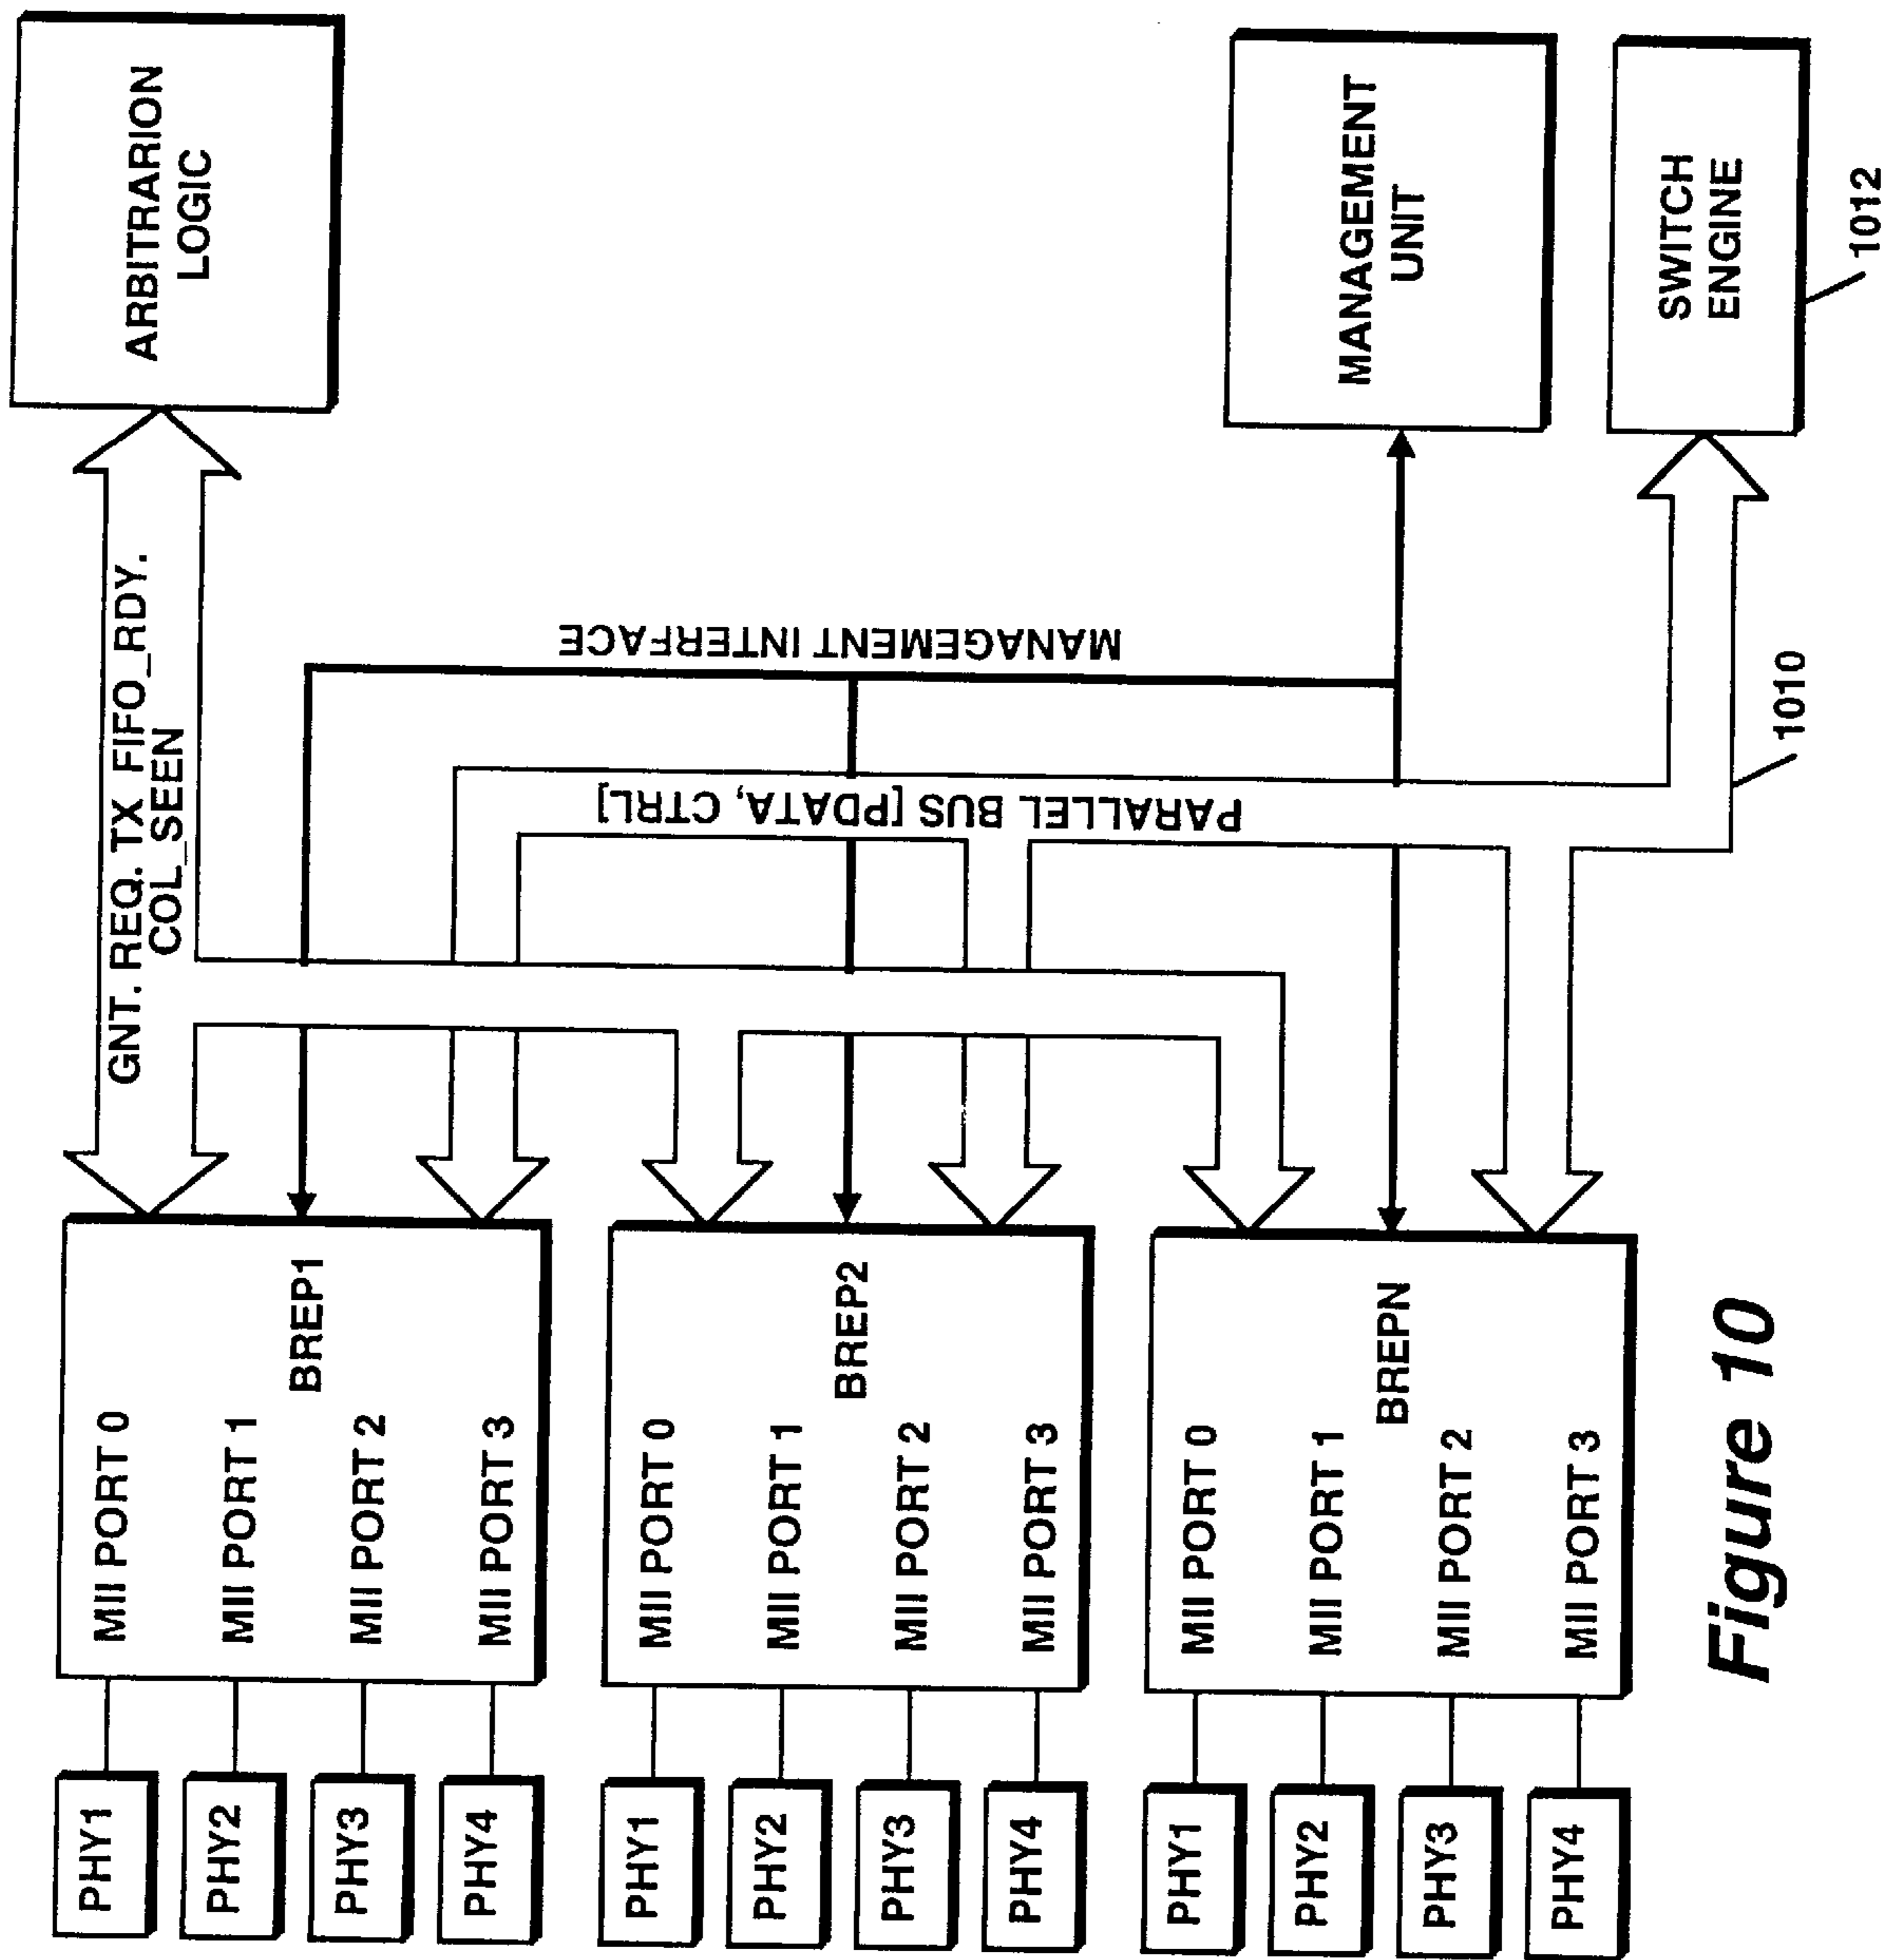 PHY1
PHY2
PHY3
PHY4
MII PORT 0
MII PORT 1
MII PORT 2
MII PORT 3
BREP1
PHY1
PHY2
PHY3
PHY4
MII PORT 0
MII PORT 1
MII PORT 2
MII PORT 3
BREP2
PHY1
PHY2
PHY3
PHY4
MII PORT 0
MII PORT 1
MII PORT 2
MII PORT 3
BREPN
GNT. REQ. TX FIFO_RDY.
COL_SEEN
PARALLEL BUS [PDATA, CTRL]
MANAGEMENT INTERFACE
1010
ARBITRARION
LOGIC
MANAGEMENT
UNIT
SWITCH
ENGINE
1012
Figure 10